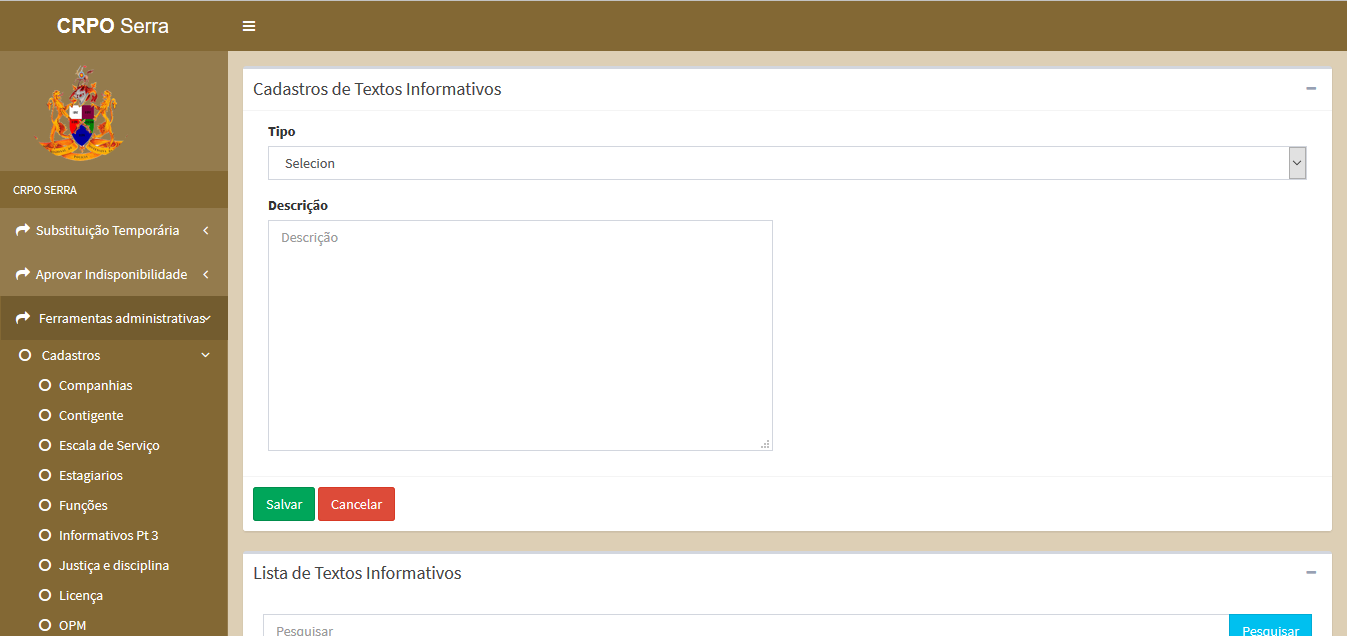 CRPO Serra
CRPO SERRA
Substituição Temporária
Aprovar Indisponibilidade
Ferramentas administrativas
Cadastros
Companhias
Contigente
Escala de Serviço
Estagiarios
Funções
Informativos Pt 3
Justiça e disciplina
Licença
OPM
Cadastros de Textos Informativos
Tipo
Selecion
Descrição
Descrição
Salvar
Cancelar
Lista de Textos Informativos
Pesquisar
Pesquisar